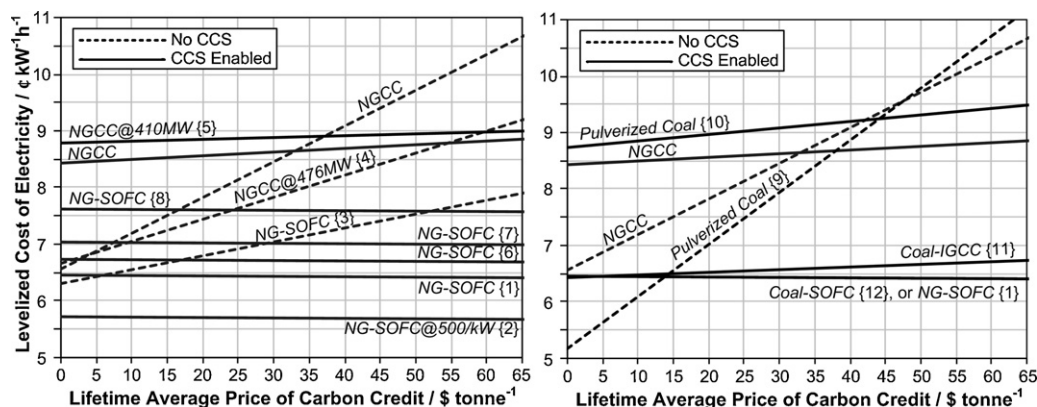 Levelized Cost of Electricity / ¢ kW⁻¹h⁻¹
11
10
9
8
7
6
5
No CCS
CCS Enabled
NGCC
NGCC@410MW {5}
NGCC
NGCC@476MW {4}
NG-SOFC {8}
NG-SOFC {3}
NG-SOFC {7}
NG-SOFC {6}
NG-SOFC {1}
NG-SOFC@500/kW {2}
0 5 10 15 20 25 30 35 40 45 50 55 60 65
Lifetime Average Price of Carbon Credit / $ tonne⁻¹
11
10
9
8
7
6
5
No CCS
CCS Enabled
Pulverized Coal {10}
NGCC
NGCC
Pulverized Coal {9}
Coal-IGCC {11}
Coal-SOFC {12}, or NG-SOFC {1}
0 5 10 15 20 25 30 35 40 45 50 55 60 65
Lifetime Average Price of Carbon Credit / $ tonne⁻¹